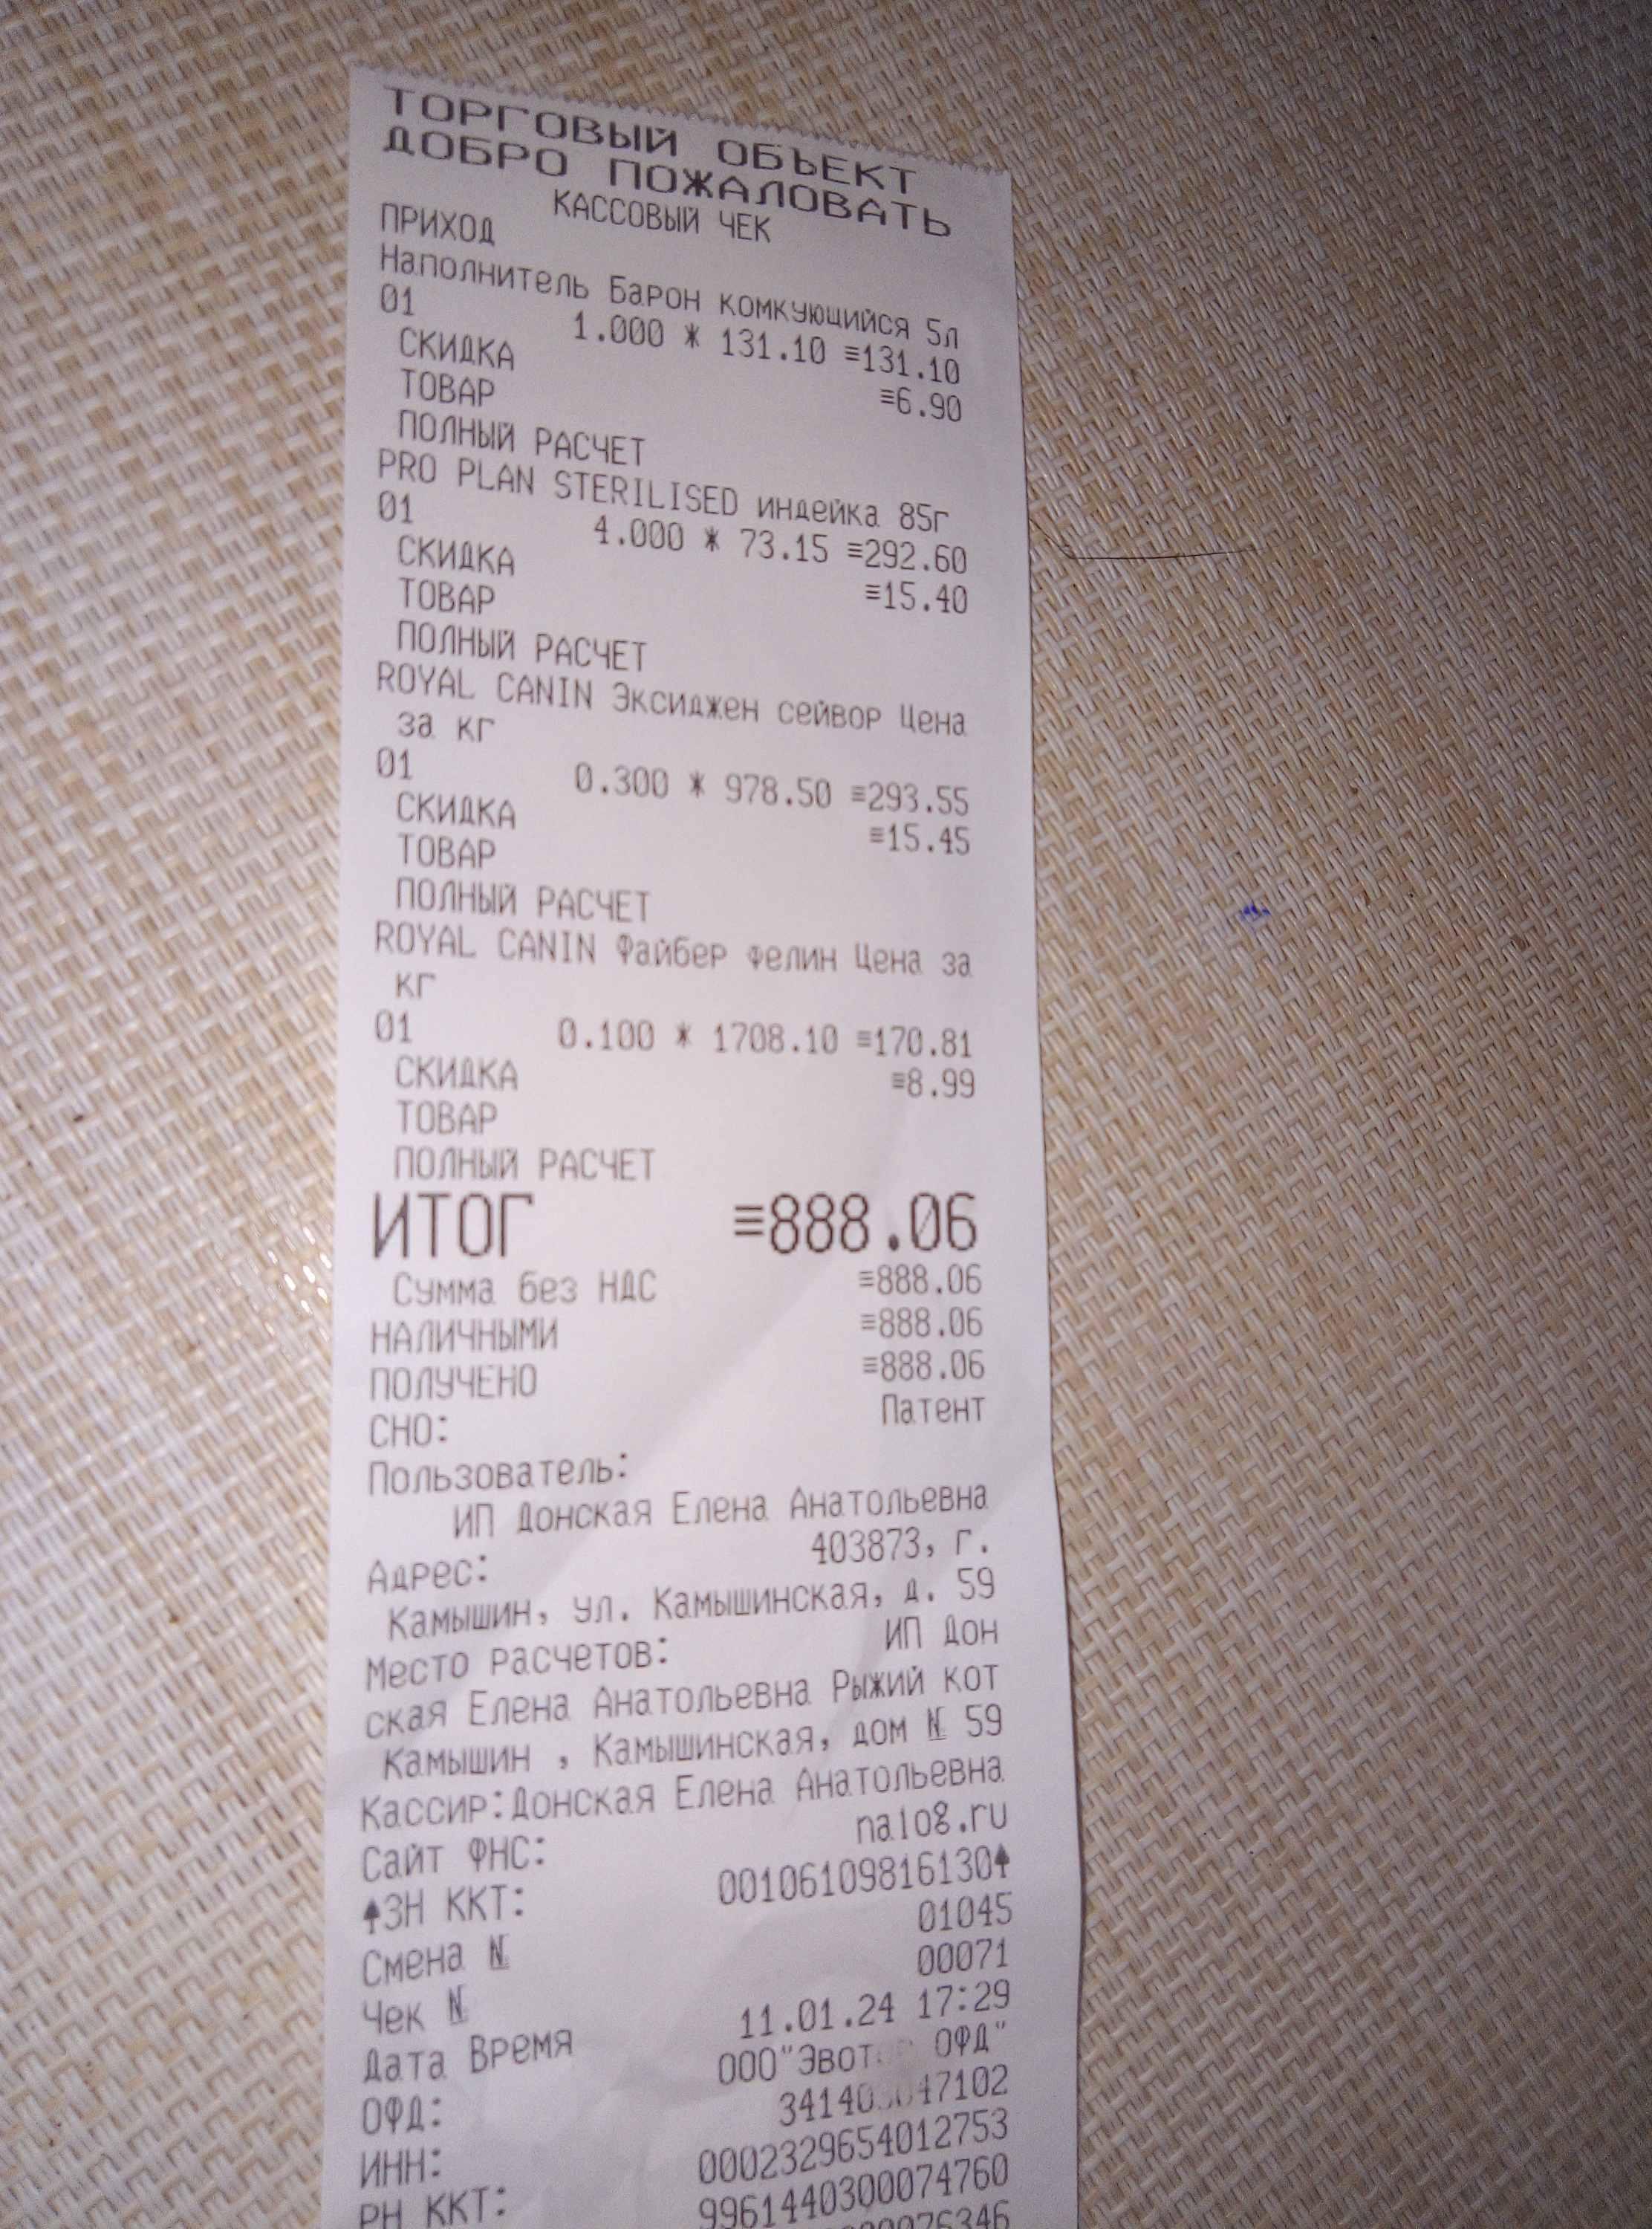 ТОРГОВЫЙ ОБЪЕКТ
ДОБРО ПОЖАЛОВАТЬ
КАССОВЫЙ ЧЕК
ПРИХОД
Наполнитель Барон комкующийся 5л
01 1.000 * 131.10 ≡131.10
СКИДКА ≡6.90
ТОВАР
ПОЛНЫЙ РАСЧЕТ
PRO PLAN STERILISED индейка 85г
01 4.000 * 73.15 ≡292.60
СКИДКА ≡15.40
ТОВАР
ПОЛНЫЙ РАСЧЕТ
ROYAL CANIN Эксиджен сейвор Цена
за кг
01 0.300 * 978.50 ≡293.55
СКИДКА ≡15.45
ТОВАР
ПОЛНЫЙ РАСЧЕТ
ROYAL CANIN Файбер фелин Цена за
кг
01 0.100 * 1708.10 ≡170.81
СКИДКА ≡8.99
ТОВАР
ПОЛНЫЙ РАСЧЕТ
ИТОГ ≡888.06
Сумма без НДС ≡888.06
НАЛИЧНЫМИ ≡888.06
ПОЛУЧЕНО ≡888.06
СНО: Патент
Пользователь:
ИП Донская Елена Анатольевна
Адрес: 403873, г.
Камышин, ул. Камышинская, д. 59
Место расчетов: ИП Дон
ская Елена Анатольевна Рыжий кот
Камышин , Камышинская, дом № 59
Кассир:Донская Елена Анатольевна
Сайт ФНС: nalog.ru
ЗН ККТ: 00106109816130
Смена № 01045
Чек № 00071
Дата Время 11.01.24 17:29
ОФД: ООО ОФД"
ИНН:
РН ККТ: 0002329654012753
9961440300074760